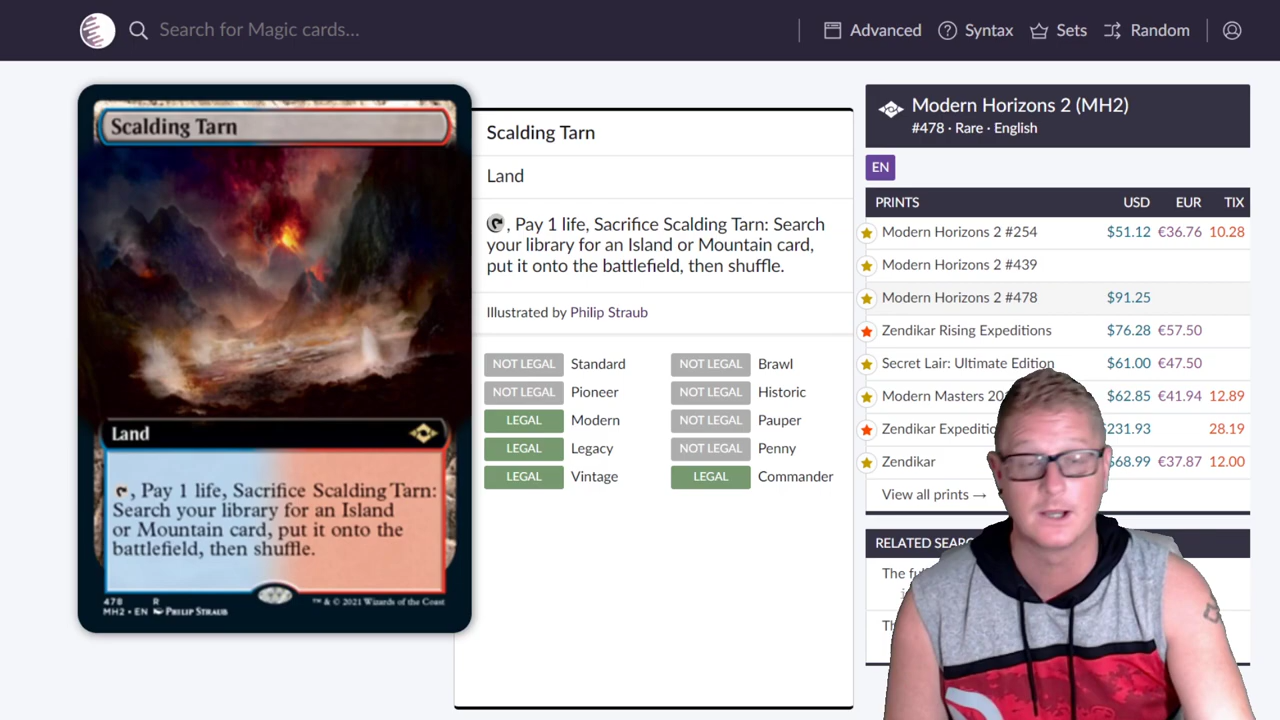 Search for Magic cards...
Advanced
Syntax
Sets
Random
Scalding Tarn
Land
, Pay 1 life, Sacrifice Scalding Tarn:
Search your library for an Island
or Mountain card, put it onto the
battlefield, then shuffle.
478 R
MH2 • EN PHILIP STRAUB
™ & © 2021 Wizards of the Coast
Scalding Tarn
Land
, Pay 1 life, Sacrifice Scalding Tarn: Search
your library for an Island or Mountain card,
put it onto the battlefield, then shuffle.
Illustrated by Philip Straub
NOT LEGAL Standard NOT LEGAL Brawl
NOT LEGAL Pioneer NOT LEGAL Historic
LEGAL Modern NOT LEGAL Pauper
LEGAL Legacy NOT LEGAL Penny
LEGAL Vintage LEGAL Commander
Modern Horizons 2 (MH2)
#478 · Rare · English
EN
PRINTS USD EUR TIX
Modern Horizons 2 #254 $51.12 €36.76 10.28
Modern Horizons 2 #439
Modern Horizons 2 #478 $91.25
Zendikar Rising Expeditions $76.28 €57.50
Secret Lair: Ultimate Edition $61.00 €47.50
Modern Masters 20 $62.85 €41.94 12.89
Zendikar Expeditio 231.93 28.19
Zendikar $68.99 €37.87 12.00
View all prints →
RELATED SEARC
The fu
Th